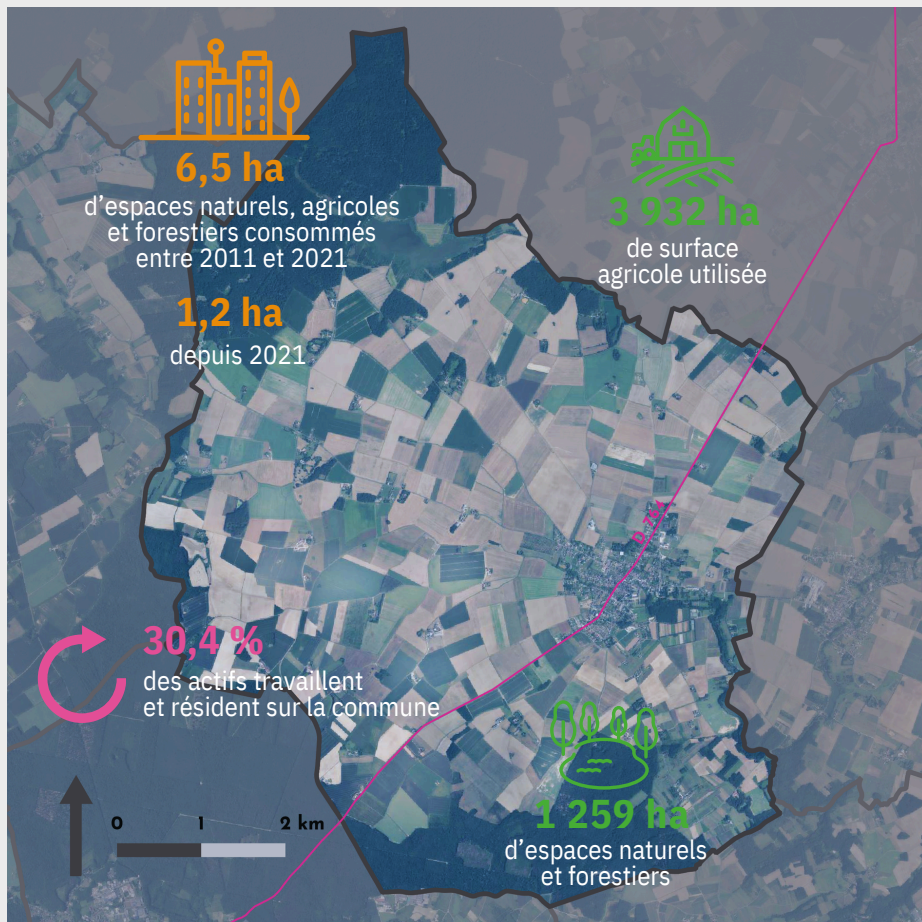 6,5 ha
d'espaces naturels, agricoles
et forestiers consommés
entre 2011 et 2021
1,2 ha
depuis 2021
3 932 ha
de surface
agricole utilisée
D 764
30,4 %
des actifs travaillent
et résident sur la commune
0 1 2 km
1 259 ha
d'espaces naturels
et forestiers